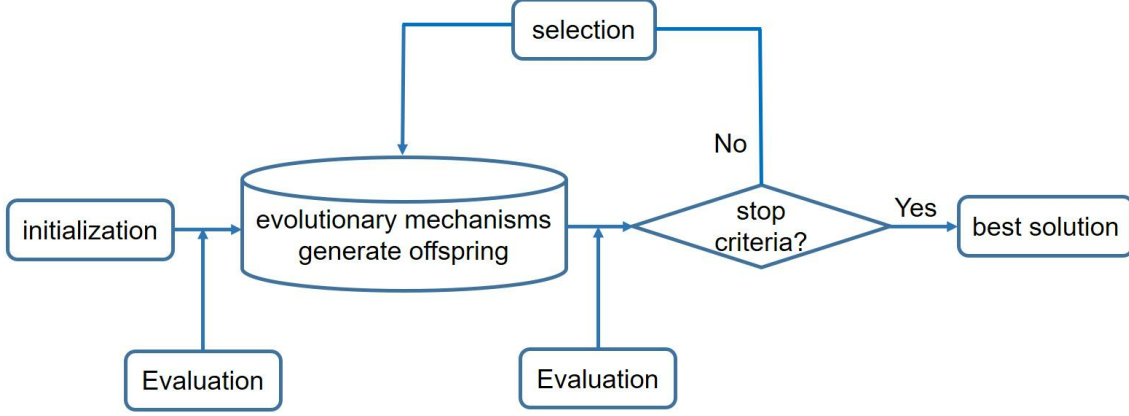 selection
No
initialization
evolutionary mechanisms
generate offspring
stop
criteria?
Yes
best solution
Evaluation
Evaluation